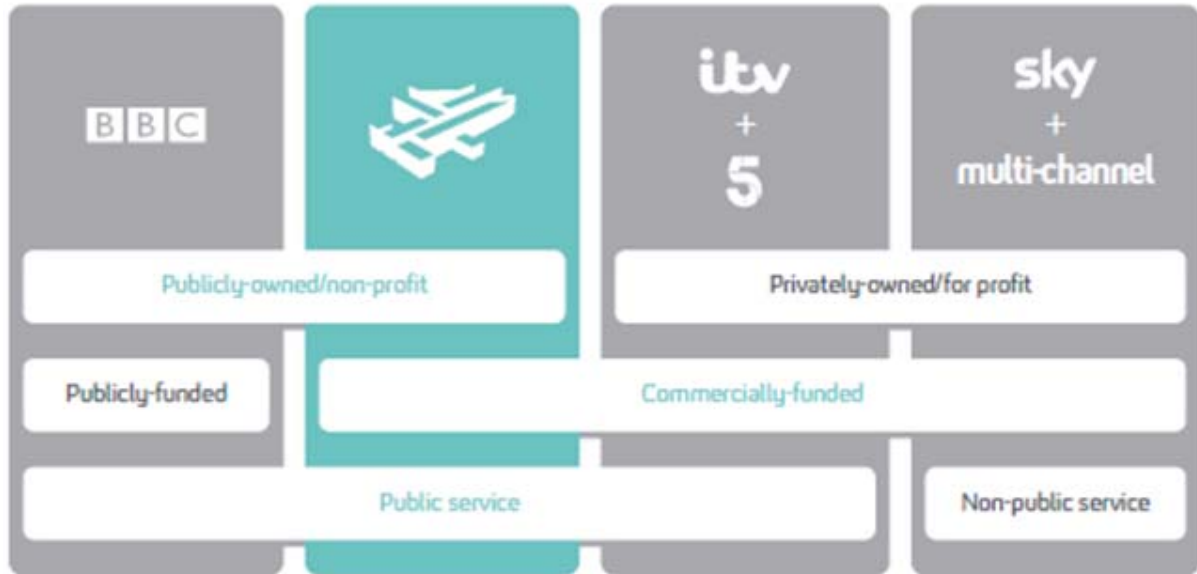 BBC
itv
+
5
sky
+
multi-channel
Publicly-owned/non-profit
Privately-owned/for profit
Publicly-funded
Commercially-funded
Public service
Non-public service